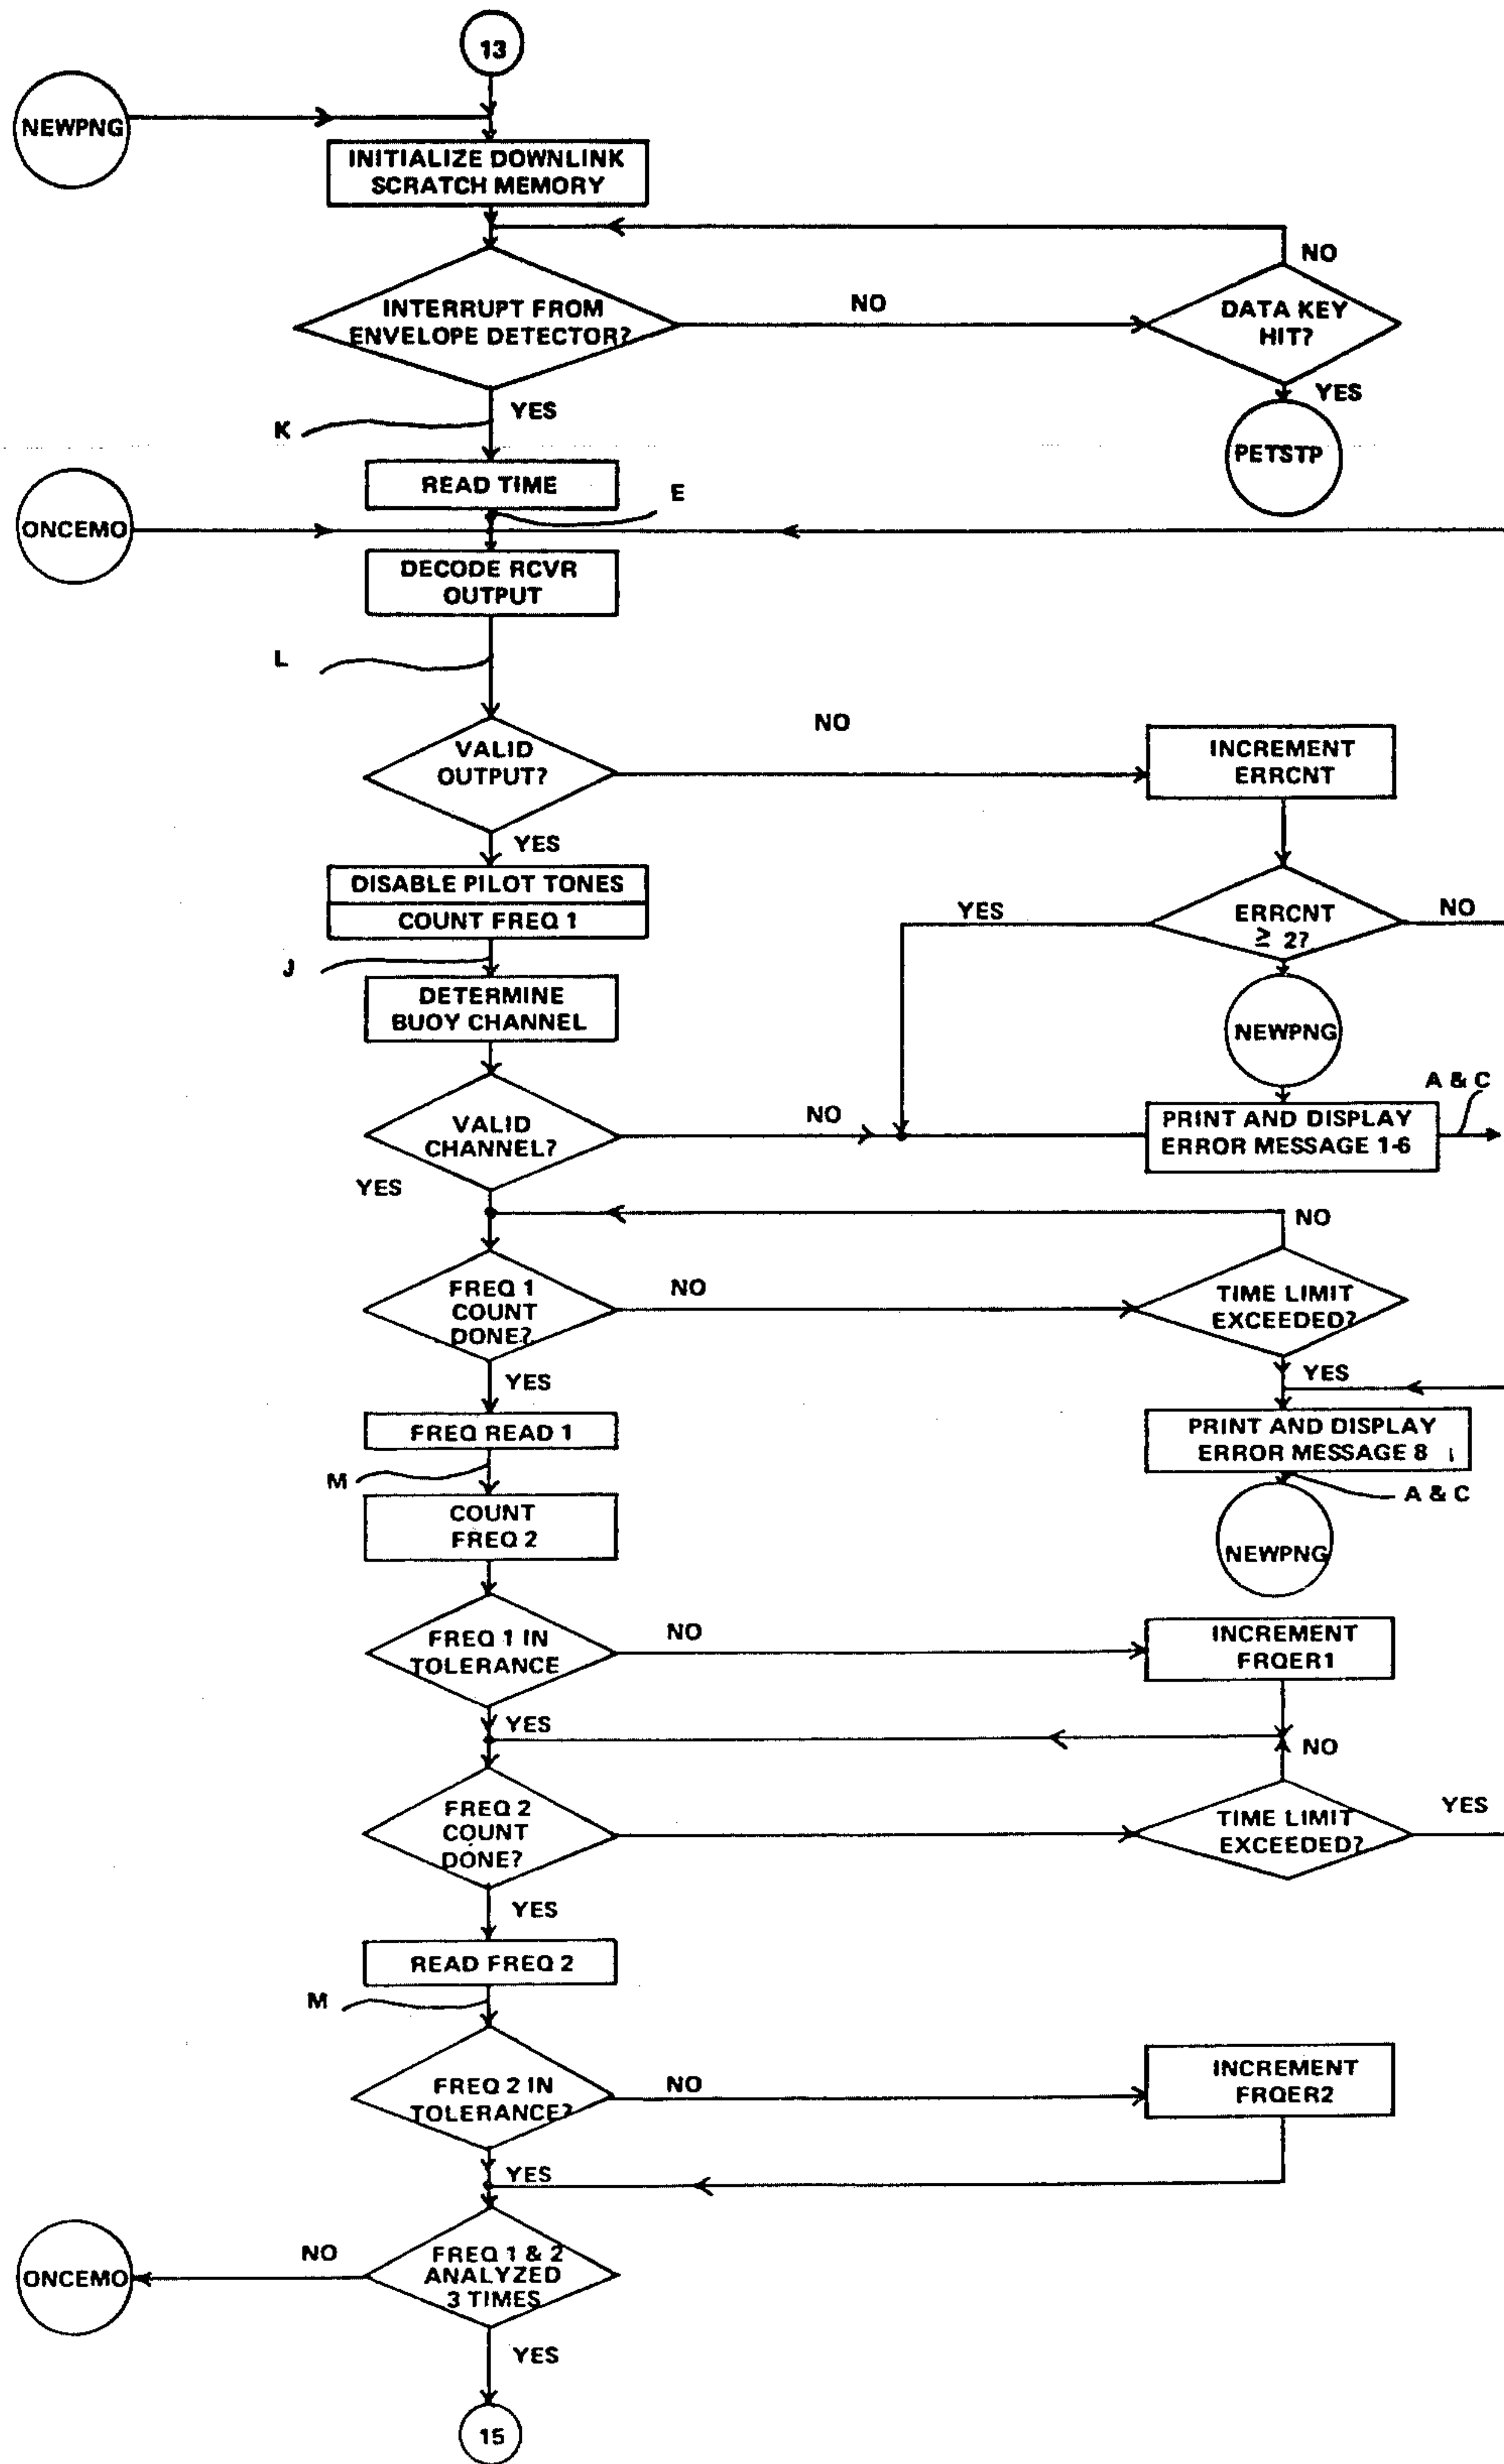 13
NEWPNG
INITIALIZE DOWNLINK
SCRATCH MEMORY
NO
INTERRUPT FROM
ENVELOPE DETECTOR?
NO
DATA KEY
HIT?
YES
YES
K
PETSTP
READ TIME
E
ONCEMO
DECODE RCVR
OUTPUT
L
VALID
OUTPUT?
NO
INCREMENT
ERRCNT
YES
DISABLE PILOT TONES
COUNT FREQ 1
YES
ERRCNT
≥ 2?
NO
J
DETERMINE
BUOY CHANNEL
NEWPNG
A & C
VALID
CHANNEL?
NO
PRINT AND DISPLAY
ERROR MESSAGE 1-6
YES
NO
FREQ 1
COUNT
DONE?
NO
TIME LIMIT
EXCEEDED?
YES
YES
FREQ READ 1
PRINT AND DISPLAY
ERROR MESSAGE 8
M
A & C
COUNT
FREQ 2
NEWPNG
FREQ 1 IN
TOLERANCE
NO
INCREMENT
FRQER1
YES
NO
FREQ 2
COUNT
DONE?
TIME LIMIT
EXCEEDED?
YES
YES
READ FREQ 2
M
FREQ 2 IN
TOLERANCE?
NO
INCREMENT
FRQER2
YES
ONCEMO
NO
FREQ 1 & 2
ANALYZED
3 TIMES
YES
15